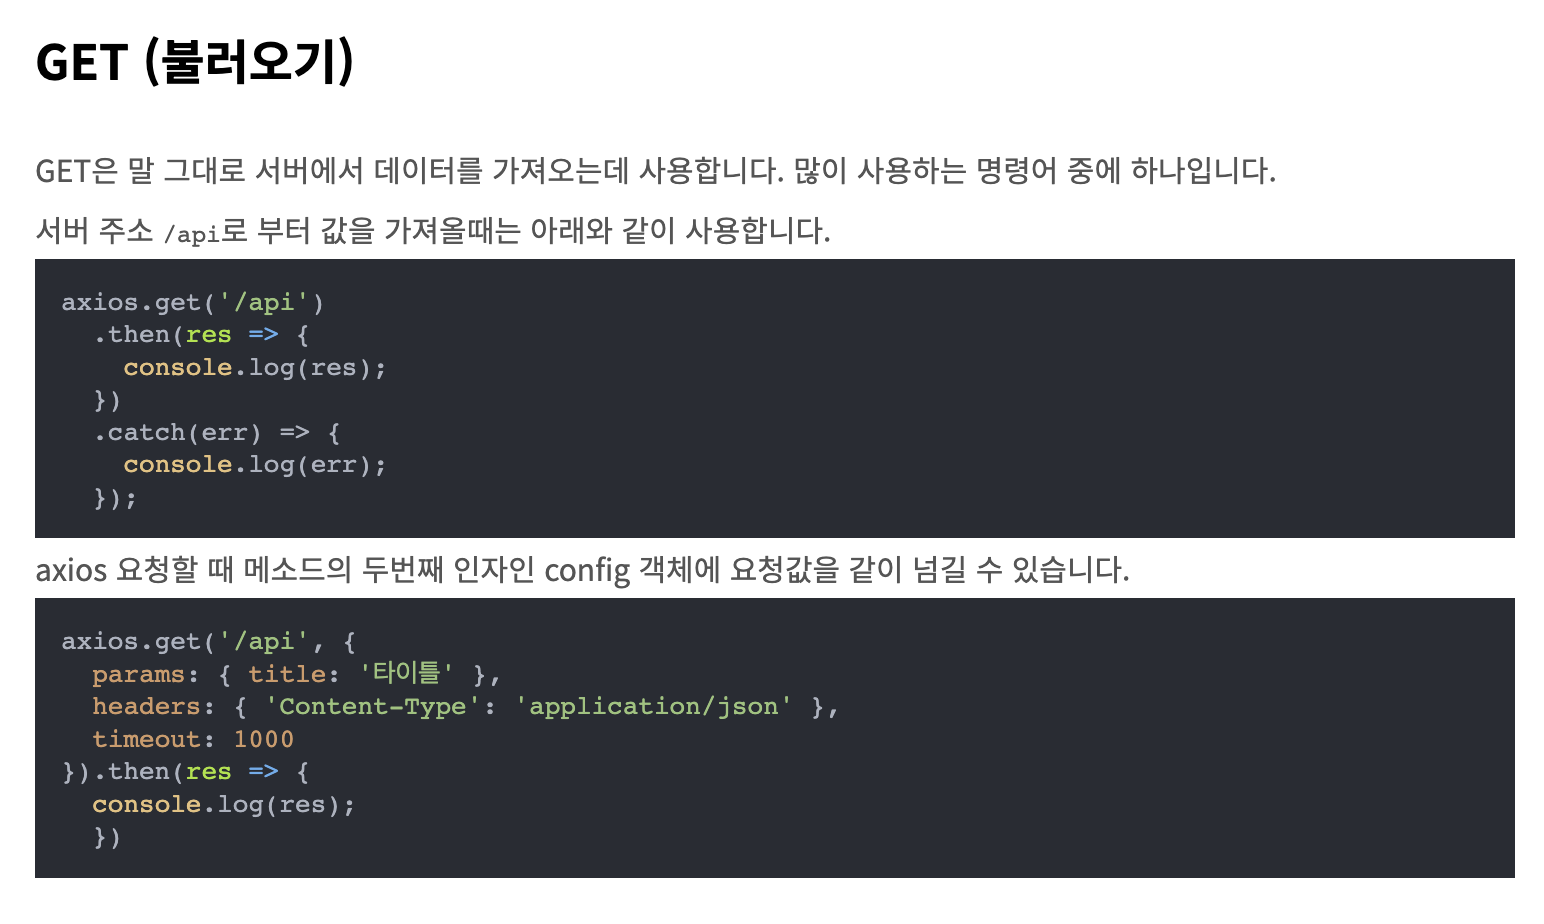 GET (불러오기)
GET은 말 그대로 서버에서 데이터를 가져오는데 사용합니다. 많이 사용하는 명령어 중에 하나입니다.
서버 주소 /api로 부터 값을 가져올때는 아래와 같이 사용합니다.
axios.get('/api')
  .then(res => {
    console.log(res);
  })
  .catch(err) => {
    console.log(err);
  });
axios 요청할 때 메소드의 두번째 인자인 config 객체에 요청값을 같이 넘길 수 있습니다.
axios.get('/api', {
  params: { title: '타이틀' },
  headers: { 'Content-Type': 'application/json' },
  timeout: 1000
}).then(res => {
  console.log(res);
  })